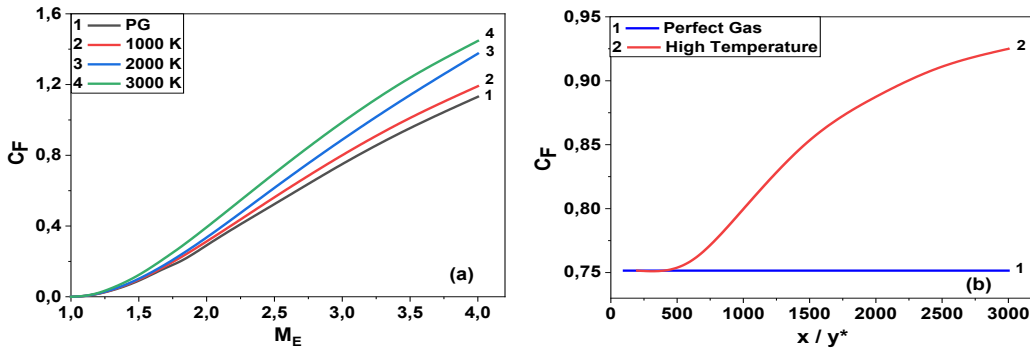 1 PG
2 1000 K
3 2000 K
4 3000 K
4
3
2
1
1,6
1,2
0,8
0,4
0,0
C_F
(a)
1,0 1,5 2,0 2,5 3,0 3,5 4,0
M_E
1 Perfect Gas
2 High Temperature
2
1
0,95
0,90
0,85
0,80
0,75
C_F
(b)
0 500 1000 1500 2000 2500 3000
x / y*